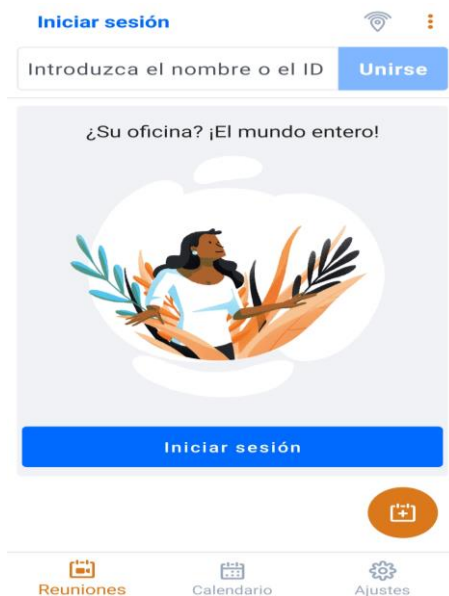 Iniciar sesión
Introduzca el nombre o el ID Unirse
¿Su oficina? ¡El mundo entero!
Iniciar sesión
Reuniones Calendario Ajustes